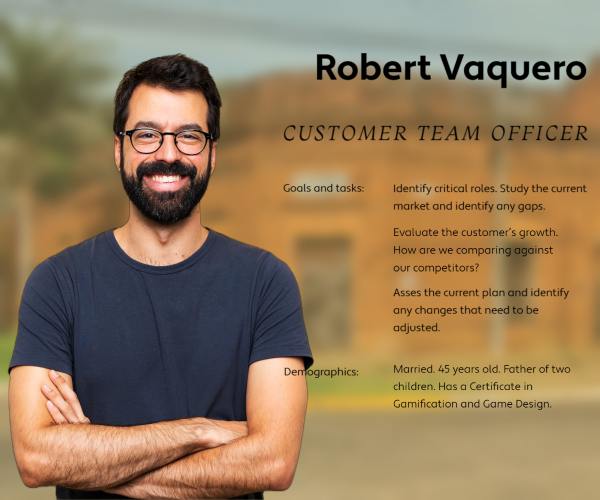 Robert Vaquero
CUSTOMER TEAM OFFICER
Goals and tasks:
Identify critical roles. Study the current
market and identify any gaps.
Evaluate the customer's growth.
How are we comparing against
our competitors?
Asses the current plan and identify
any changes that need to be
adjusted.
Demographics:
Married. 45 years old. Father of two
children. Has a Certificate in
Gamification and Game Design.